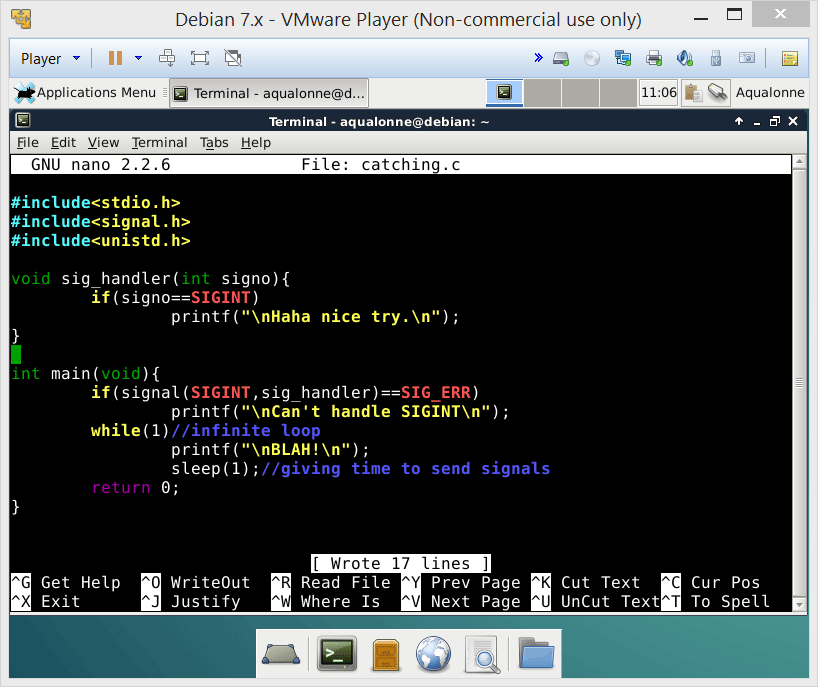 Debian 7.x - VMware Player (Non-commercial use only)
Player
Applications Menu
Terminal - aqualonne@d...
11:06
Aqualonne
Terminal - aqualonne@debian: ~
File Edit View Terminal Tabs Help
GNU nano 2.2.6 File: catching.c
#include<stdio.h>
#include<signal.h>
#include<unistd.h>
void sig_handler(int signo){
if(signo==SIGINT)
printf("\nHaha nice try.\n");
}
int main(void){
if(signal(SIGINT,sig_handler)==SIG_ERR)
printf("\nCan't handle SIGINT\n");
while(1)//infinite loop
printf("\nBLAH!\n");
sleep(1);//giving time to send signals
return 0;
}
[ Wrote 17 lines ]
^G Get Help ^O WriteOut ^R Read File ^Y Prev Page ^K Cut Text ^C Cur Pos
^X Exit ^J Justify ^W Where Is ^V Next Page ^U UnCut Text ^T To Spell